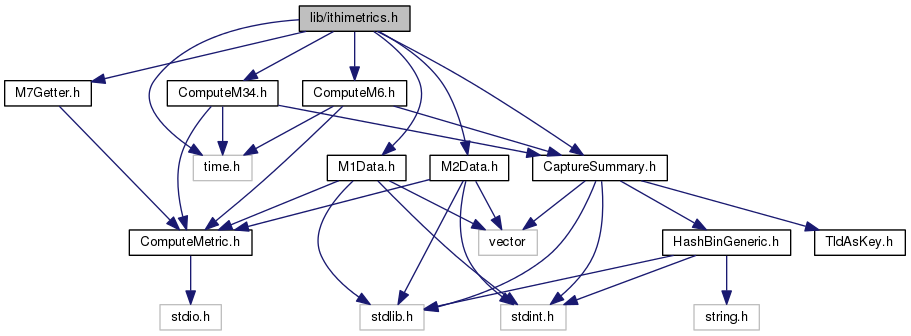 lib/ithimetrics.h
M7Getter.h
ComputeM34.h
ComputeM6.h
time.h
M1Data.h
M2Data.h
CaptureSummary.h
ComputeMetric.h
vector
HashBinGeneric.h
TldAsKey.h
stdio.h
stdlib.h
stdint.h
string.h